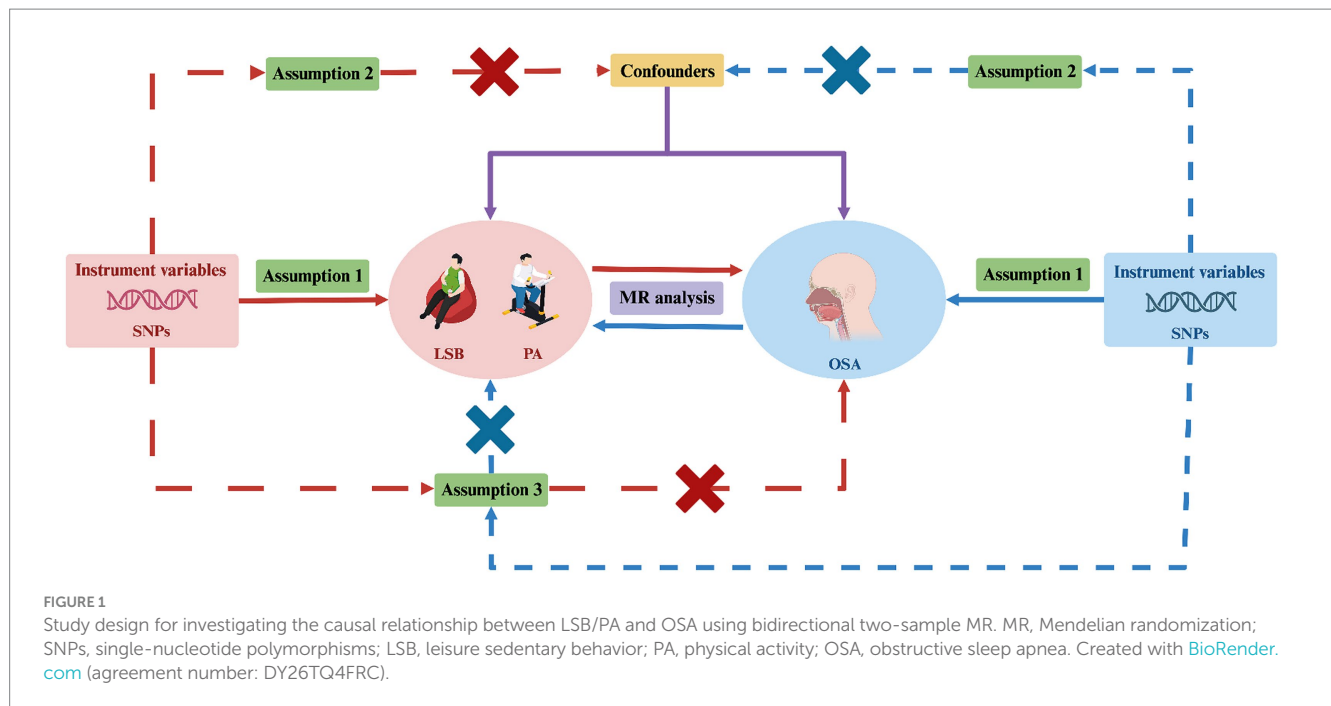 Assumption 2
Confounders
Assumption 2
Instrument variables
SNPs
Assumption 1
LSB
PA
MR analysis
OSA
Assumption 1
Instrument variables
SNPs
Assumption 3
FIGURE 1
Study design for investigating the causal relationship between LSB/PA and OSA using bidirectional two-sample MR. MR, Mendelian randomization;
SNPs, single-nucleotide polymorphisms; LSB, leisure sedentary behavior; PA, physical activity; OSA, obstructive sleep apnea. Created with BioRender.
com (agreement number: DY26TQ4FRC).